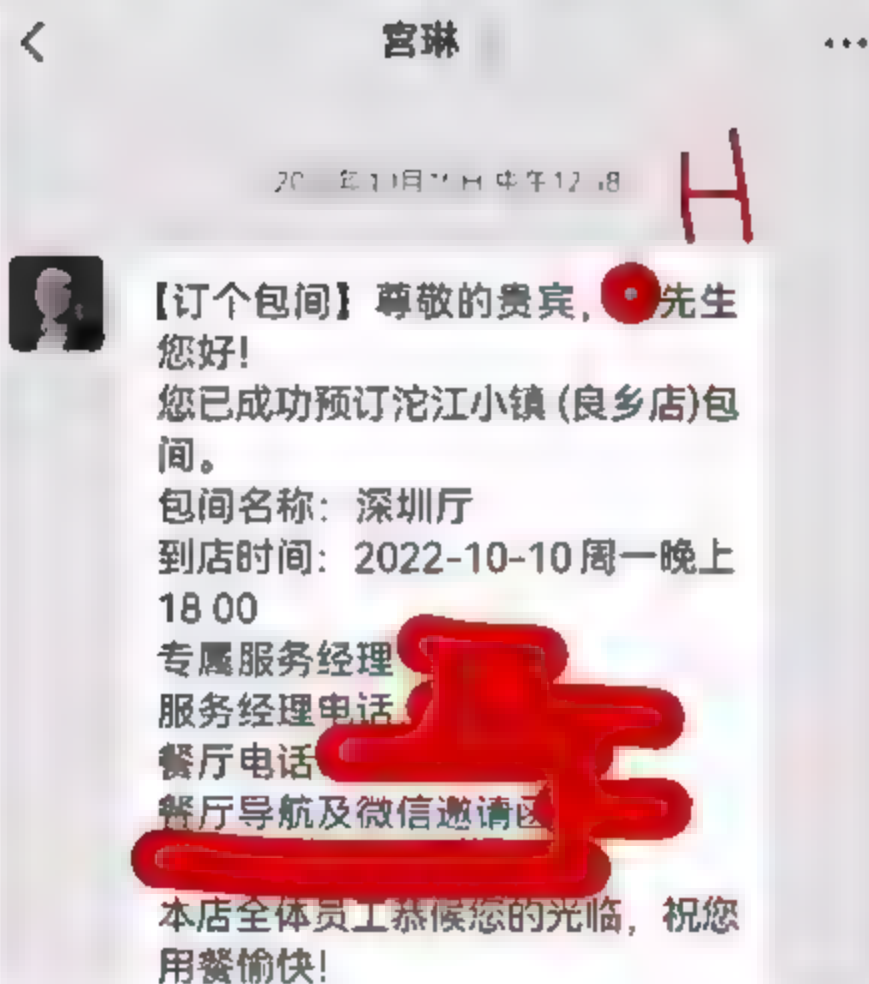 宫琳
中午12
H
【订个包间】尊敬的贵宾,
先生
您好!
您已成功预订沱江小镇(良乡店)包
间。
包间名称:深圳厅
到店时间:2022-10-10周一晚上
18 00
专属服务经理
服务经理电话
餐厅电话
餐厅导航及微信邀请函
本店全体员工恭候您的光临,祝您
用餐愉快!